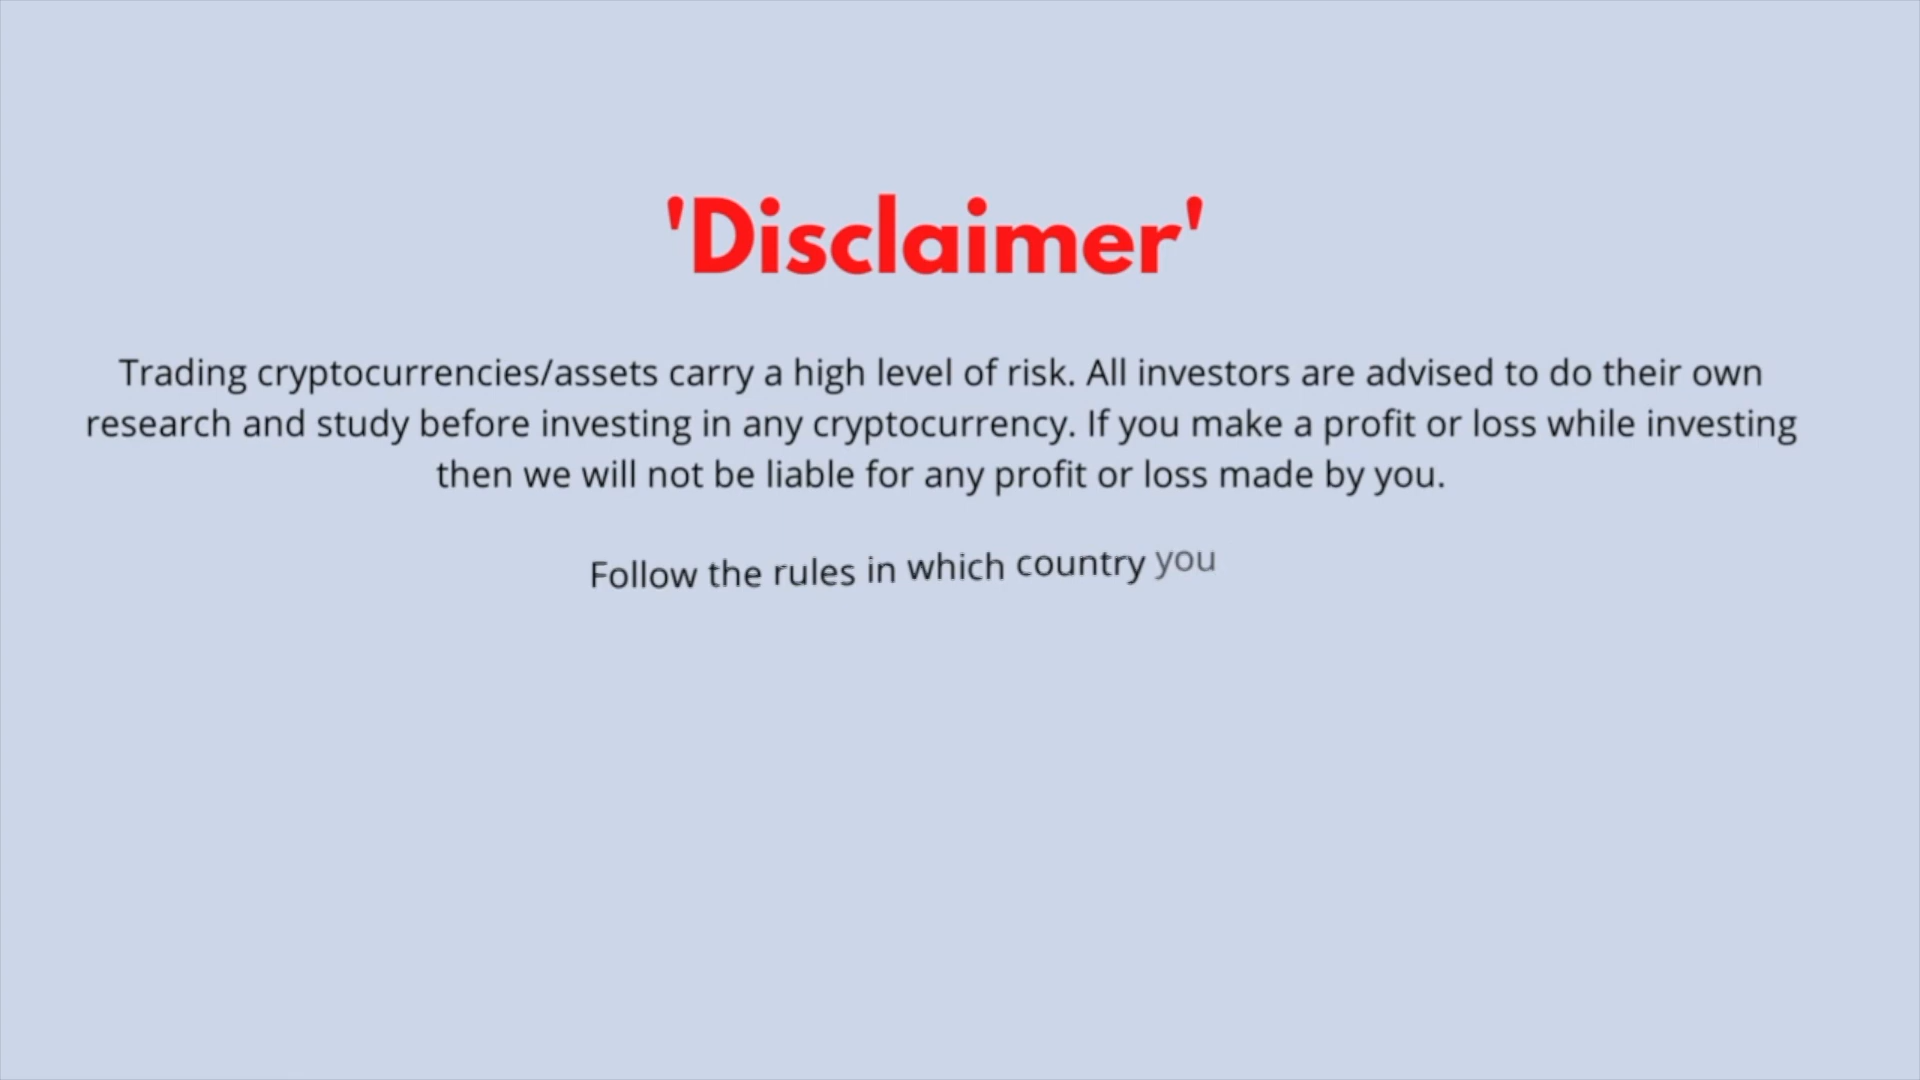 'Disclaimer'
Trading cryptocurrencies/assets carry a high level of risk. All investors are advised to do their own
research and study before investing in any cryptocurrency. If you make a profit or loss while investing
then we will not be liable for any profit or loss made by you.
Follow the rules in which country you